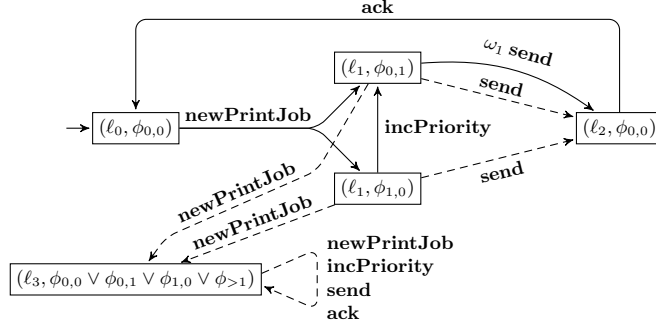 ack
(ℓ₁, ϕ₀,₁)
ω₁ send
send
newPrintJob
(ℓ₀, ϕ₀,₀)
(ℓ₂, ϕ₀,₀)
incPriority
send
newPrintJob
(ℓ₁, ϕ₁,₀)
newPrintJob
(ℓ₃, ϕ₀,₀ ∨ ϕ₀,₁ ∨ ϕ₁,₀ ∨ ϕ>₁)
newPrintJob
incPriority
send
ack